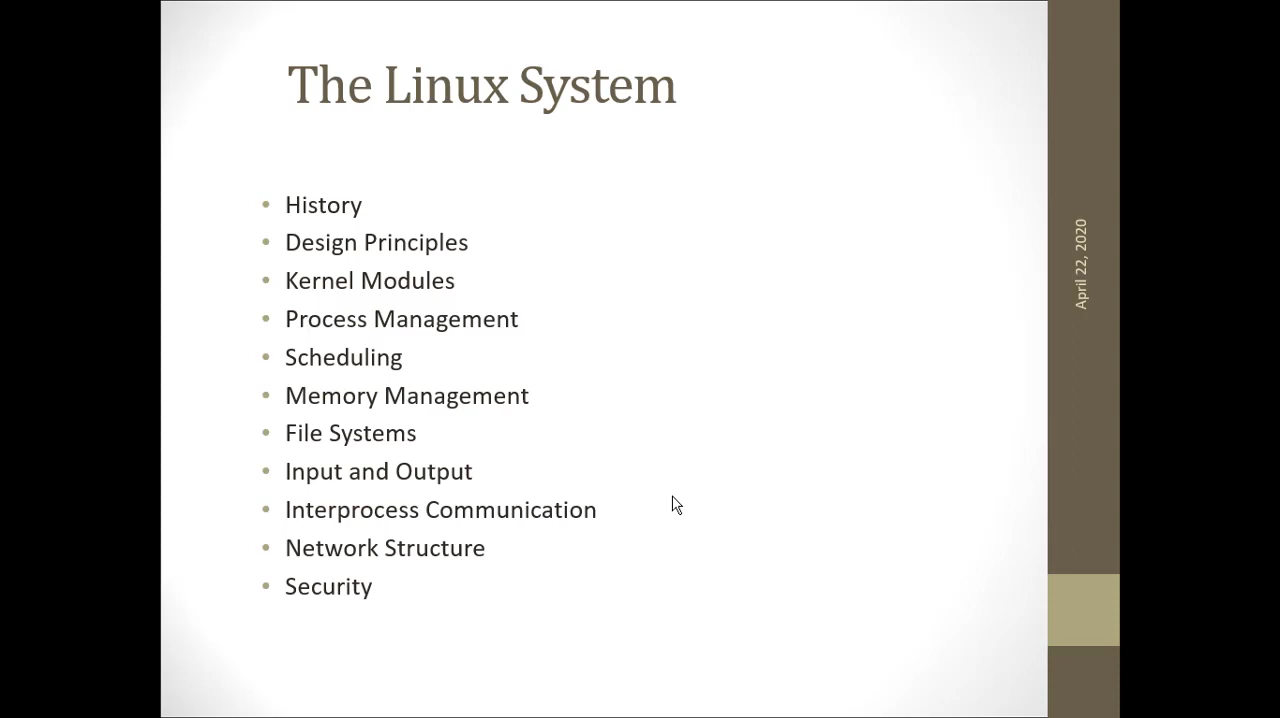 The Linux System
• History
• Design Principles
• Kernel Modules
• Process Management
• Scheduling
• Memory Management
• File Systems
• Input and Output
• Interprocess Communication
• Network Structure
• Security
April 22, 2020